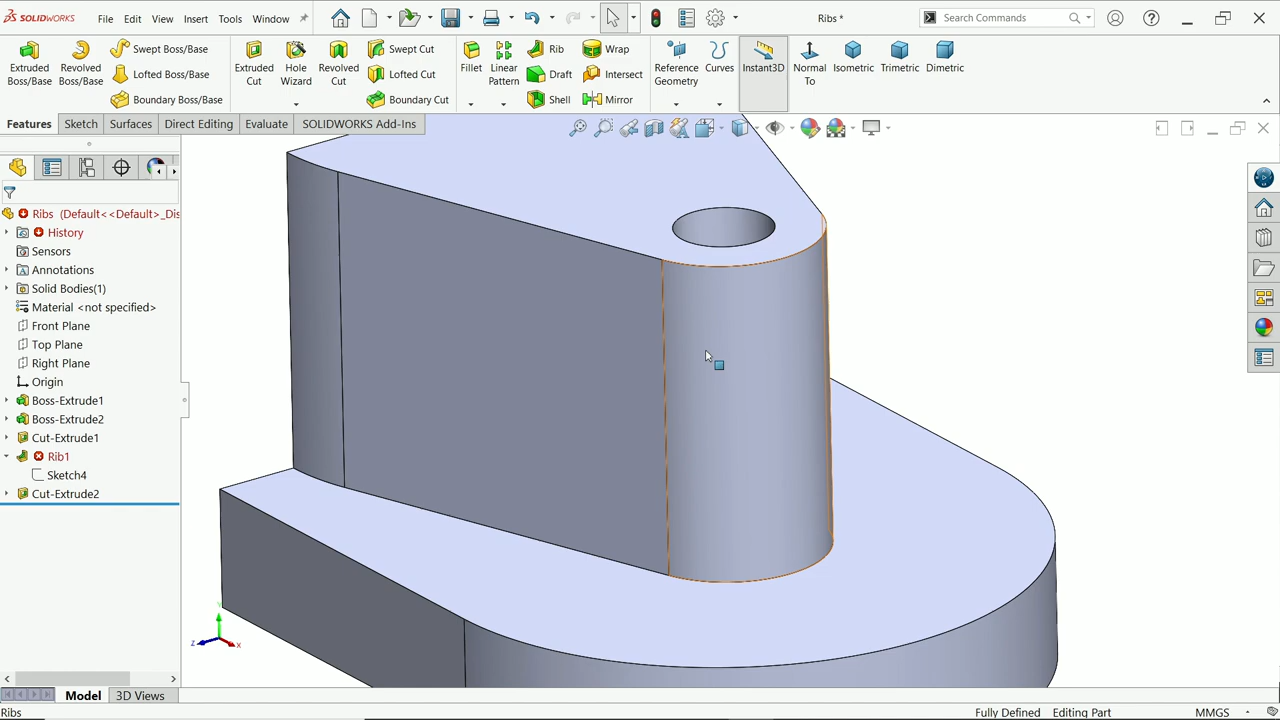 SOLIDWORKS File Edit View Insert Tools Window Ribs * Search Commands
Extruded Boss/Base
Revolved Boss/Base
Swept Boss/Base
Lofted Boss/Base
Boundary Boss/Base
Extruded Cut
Hole Wizard
Revolved Cut
Swept Cut
Lofted Cut
Boundary Cut
Fillet
Linear Pattern
Rib
Draft
Shell
Wrap
Intersect
Mirror
Reference Geometry
Curves
Instant3D
Normal To
Isometric
Trimetric
Dimetric
Features Sketch Surfaces Direct Editing Evaluate SOLIDWORKS Add-Ins
Ribs (Default<<Default>_Dis
History
Sensors
Annotations
Solid Bodies(1)
Material <not specified>
Front Plane
Top Plane
Right Plane
Origin
Boss-Extrude1
Boss-Extrude2
Cut-Extrude1
Rib1
Sketch4
Cut-Extrude2
Y
Z X
Model 3D Views
Ribs Fully Defined Editing Part MMGS